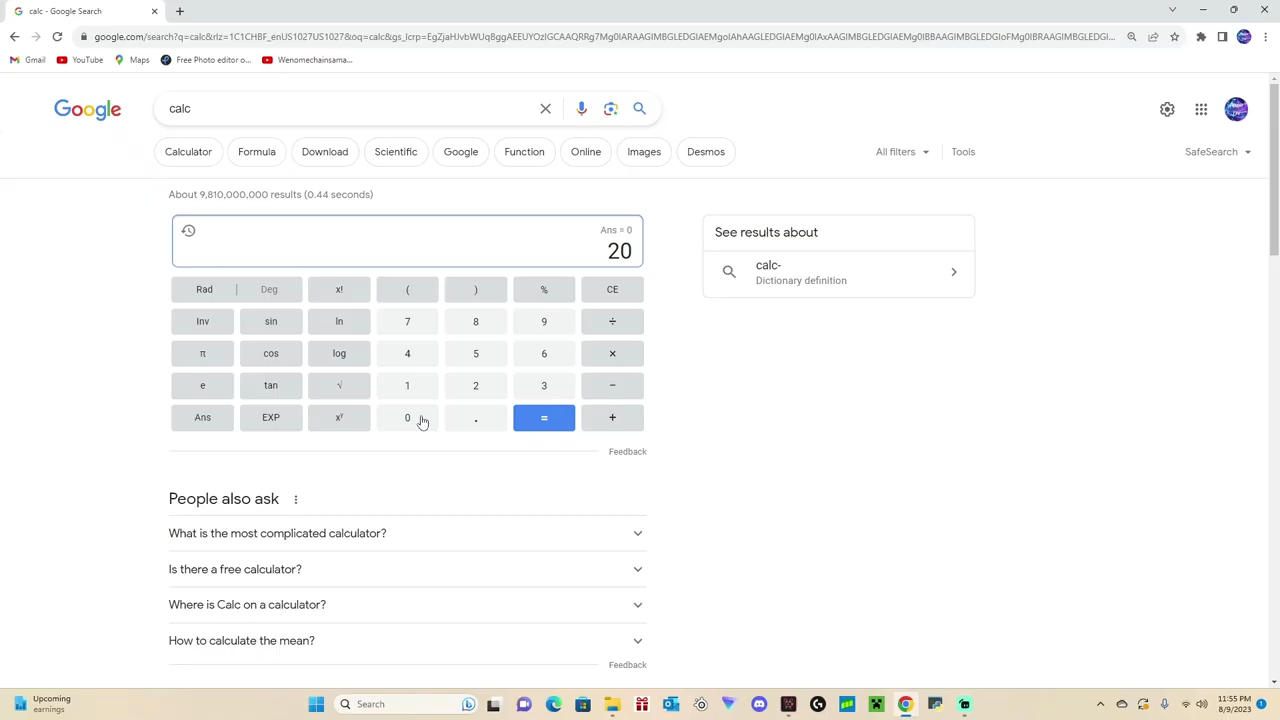 calc - Google Search
google.com/search?q=calc&rlz=1C1CHBF_enUS1027US1027&oq=calc&gs_lcrp=
Gmail YouTube Maps Free Photo editor o... Wenomechainsama...
Google calc
Calculator Formula Download Scientific Google Function Online Images Desmos All filters Tools SafeSearch
About 9,810,000,000 results (0.44 seconds)
Ans = 0
20
See results about
calc-
Dictionary definition
Rad Deg x! ( ) % CE
Inv sin ln 7 8 9 ÷
π cos log 4 5 6 ×
e tan √ 1 2 3 −
Ans EXP xʸ 0 . = +
Feedback
People also ask
What is the most complicated calculator?
Is there a free calculator?
Where is Calc on a calculator?
How to calculate the mean?
Feedback
Upcoming
earnings
Search
11:55 PM
8/9/2023